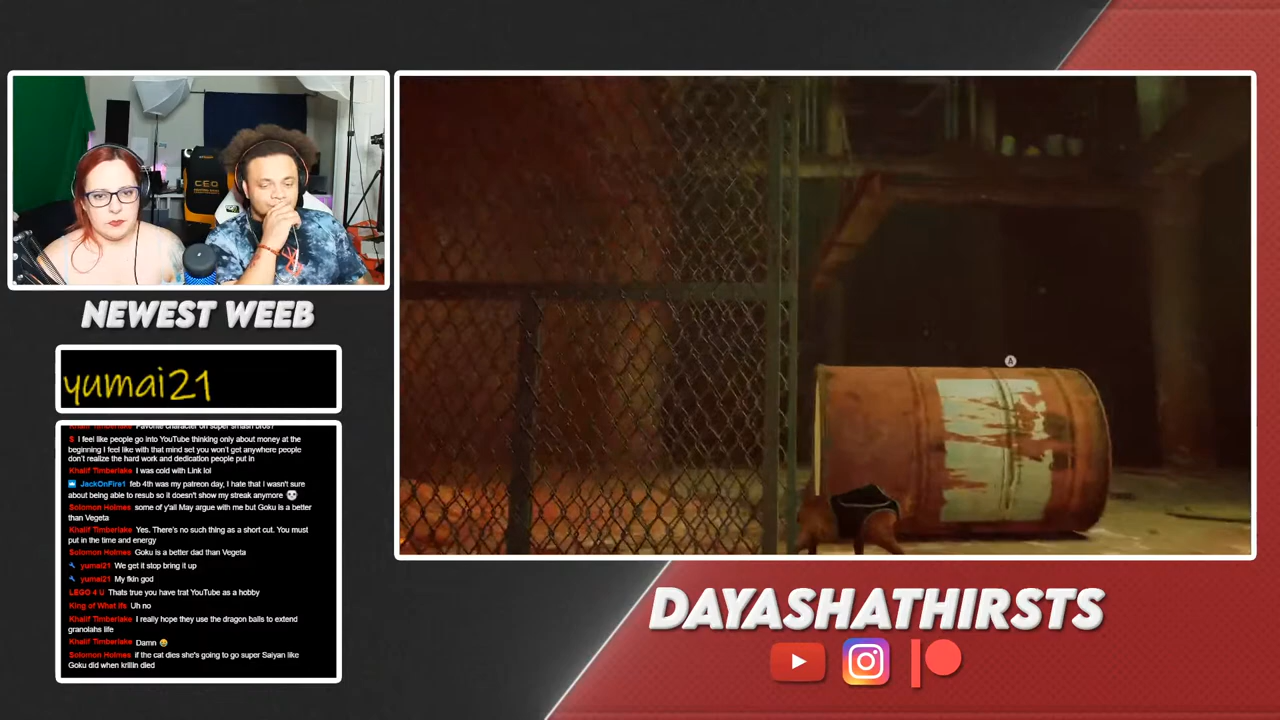 CEO
NEWEST WEEB
yumai21
Khalif Timberlake Favorite character on super smash bros?
S I feel like people go into YouTube thinking only about money at the
beginning I feel like with that mind set you won't get anywhere people
don't realize the hard work and dedication people put in
Khalif Timberlake I was cold with Link lol
JackOnFire1 feb 4th was my patreon day, I hate that I wasn't sure
about being able to resub so it doesn't show my streak anymore
Solomon Holmes some of y'all May argue with me but Goku is a better
than Vegeta
Khalif Timberlake Yes. There's no such thing as a short cut. You must
put in the time and energy
Solomon Holmes Goku is a better dad than Vegeta
yumai21 We get it stop bring it up
yumai21 My fkin god
LEGO 4 U Thats true you have trat YouTube as a hobby
King of What ifs Uh no
Khalif Timberlake I really hope they use the dragon balls to extend
granolahs life
Khalif Timberlake Damn
Solomon Holmes if the cat dies she's going to go super Saiyan like
Goku did when krillin died
A
DAYASHATHIRSTS